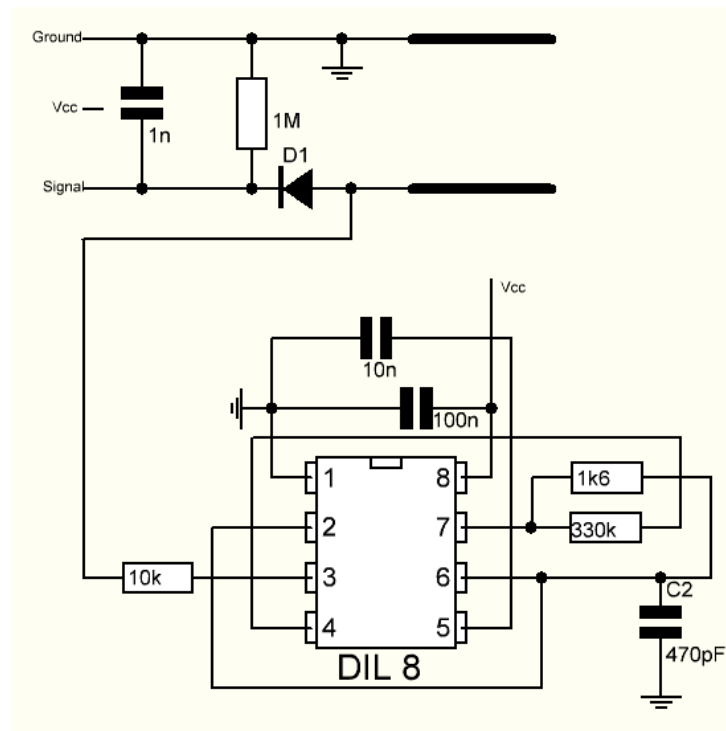 Ground
Vcc
1n
1M
D1
Signal
Vcc
10n
100n
1 8
1k6
2 7
330k
10k
3 6
C2
4 5
470pF
DIL 8